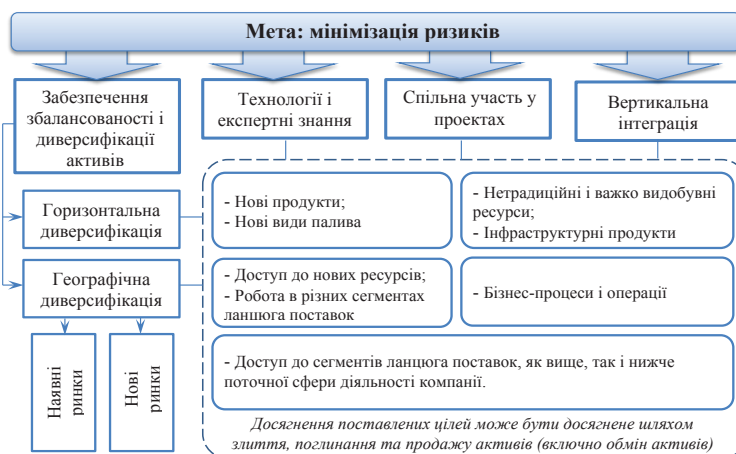 Мета: мінімізація ризиків
Забезпечення
збалансованості і
диверсифікації
активів
Технології і
експертні знання
Спільна участь у
проектах
Вертикальна
інтеграція
Горизонтальна
диверсифікація
- Нові продукти;
- Нові види палива
- Нетрадиційні і важко видобувні
ресурси;
- Інфраструктурні продукти
Географічна
диверсифікація
- Доступ до нових ресурсів;
- Робота в різних сегментах
ланцюга поставок
- Бізнес-процеси і операції
Наявні
ринки
Нові
ринки
- Доступ до сегментів ланцюга поставок, як вище, так і нижче
поточної сфери діяльності компанії.
Досягнення поставлених цілей може бути досягнене шляхом
злиття, поглинання та продажу активів (включно обмін активів)